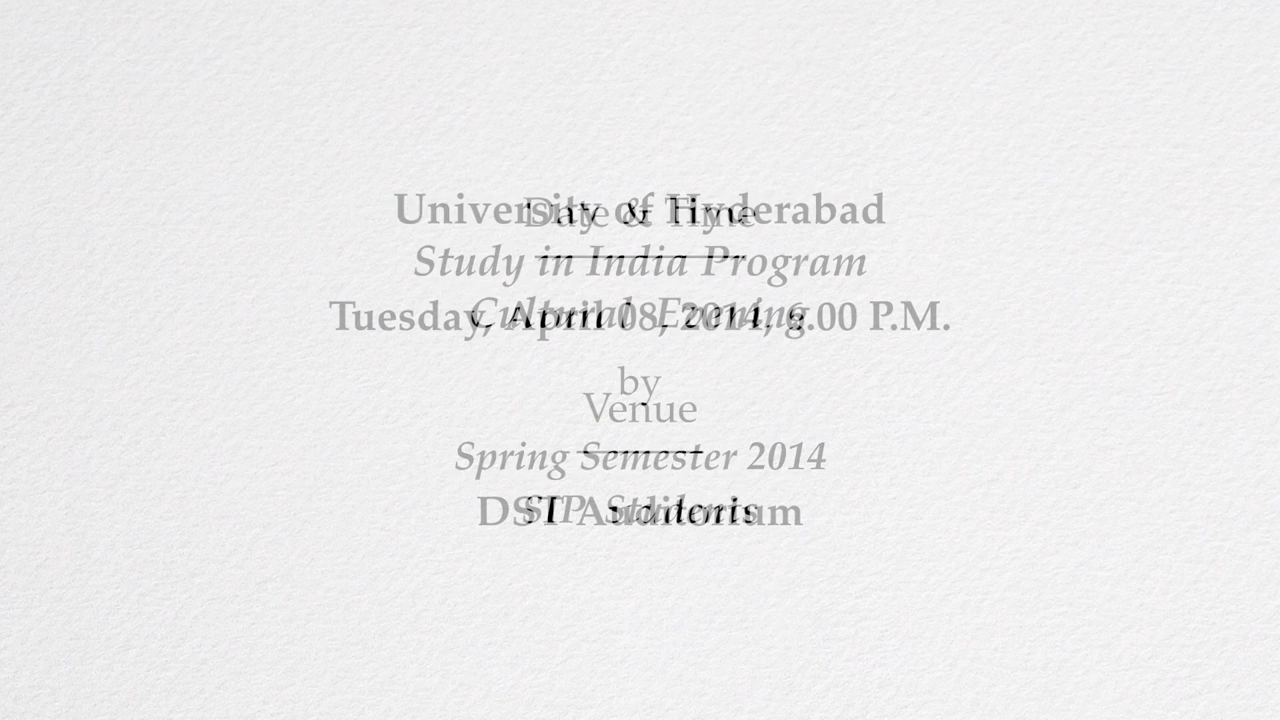 University of Hyderabad
Date & Time
Study in India Program
Cultural Evening
Tuesday, April 08, 2014, 6.00 P.M.
by
Venue
Spring Semester 2014
SIP Students
DST Auditorium